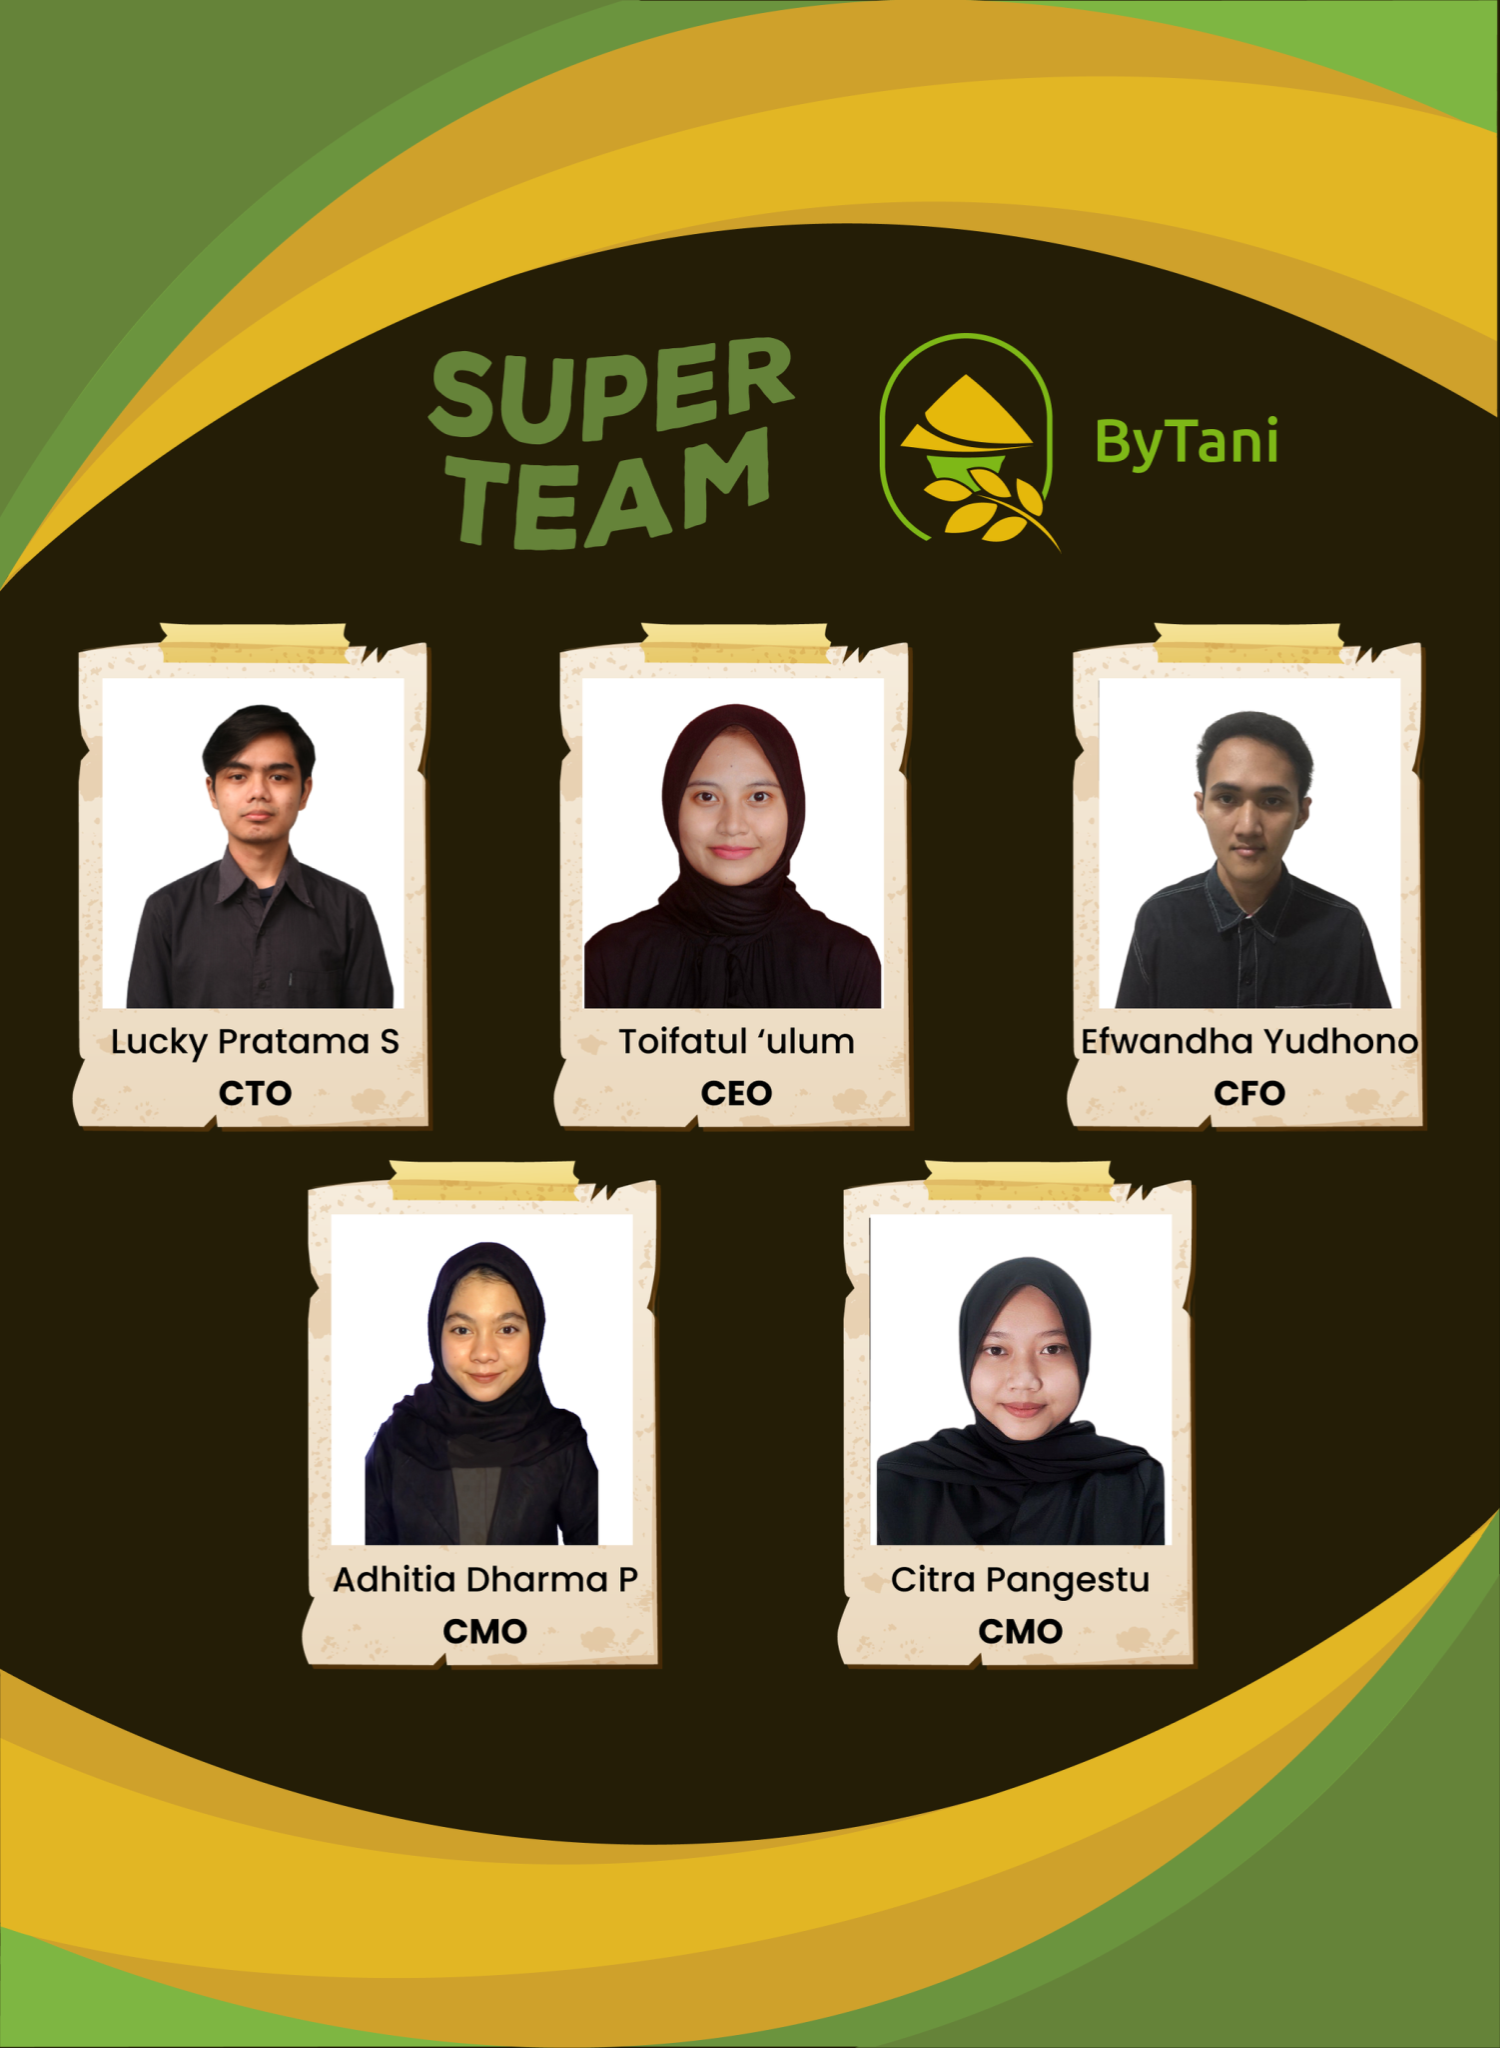 SUPER
TEAM
ByTani
Lucky Pratama S
CTO
Toifatul ‘ulum
CEO
Efwandha Yudhono
CFO
Adhitia Dharma P
CMO
Citra Pangestu
CMO